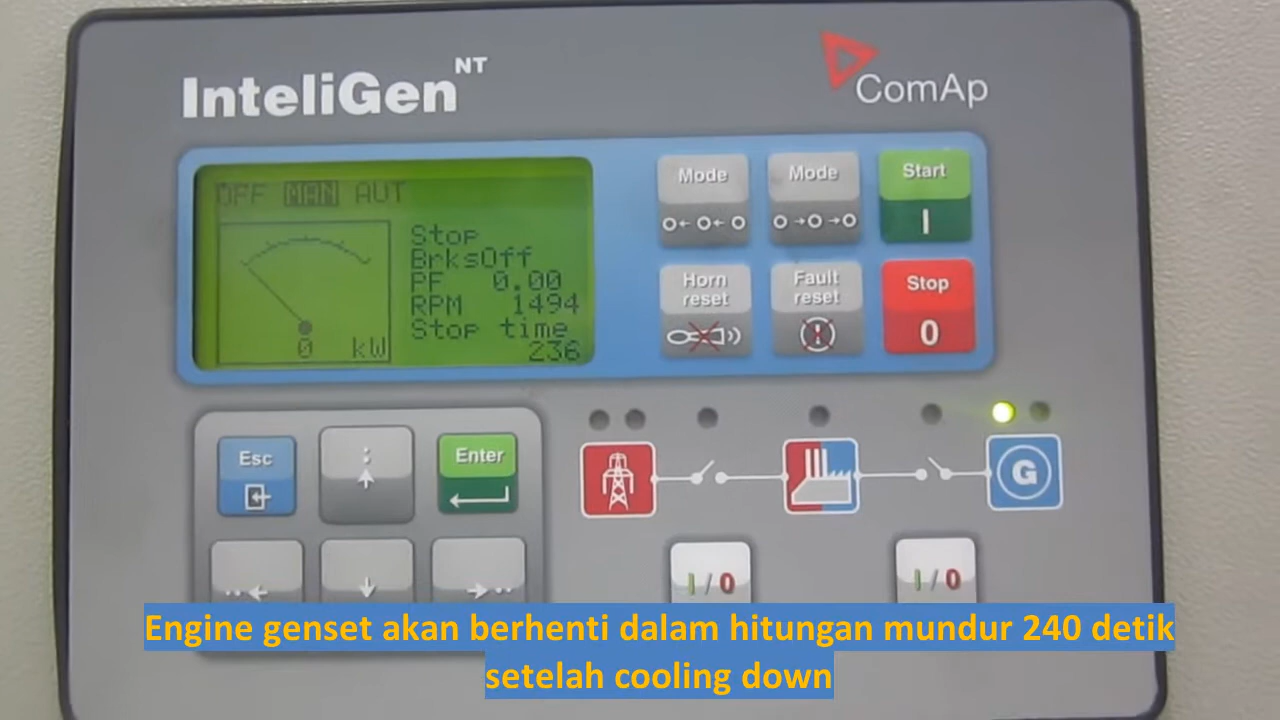 InteliGen NT
ComAp
OFF MAN AUT
Stop
BrksOff
PF 0.00
RPM 1494
Stop time
236
0 kW
Mode
Mode
Start
I
Horn
reset
Fault
reset
Stop
0
Esc
Enter
G
I / 0
I / 0
Engine genset akan berhenti dalam hitungan mundur 240 detik
setelah cooling down